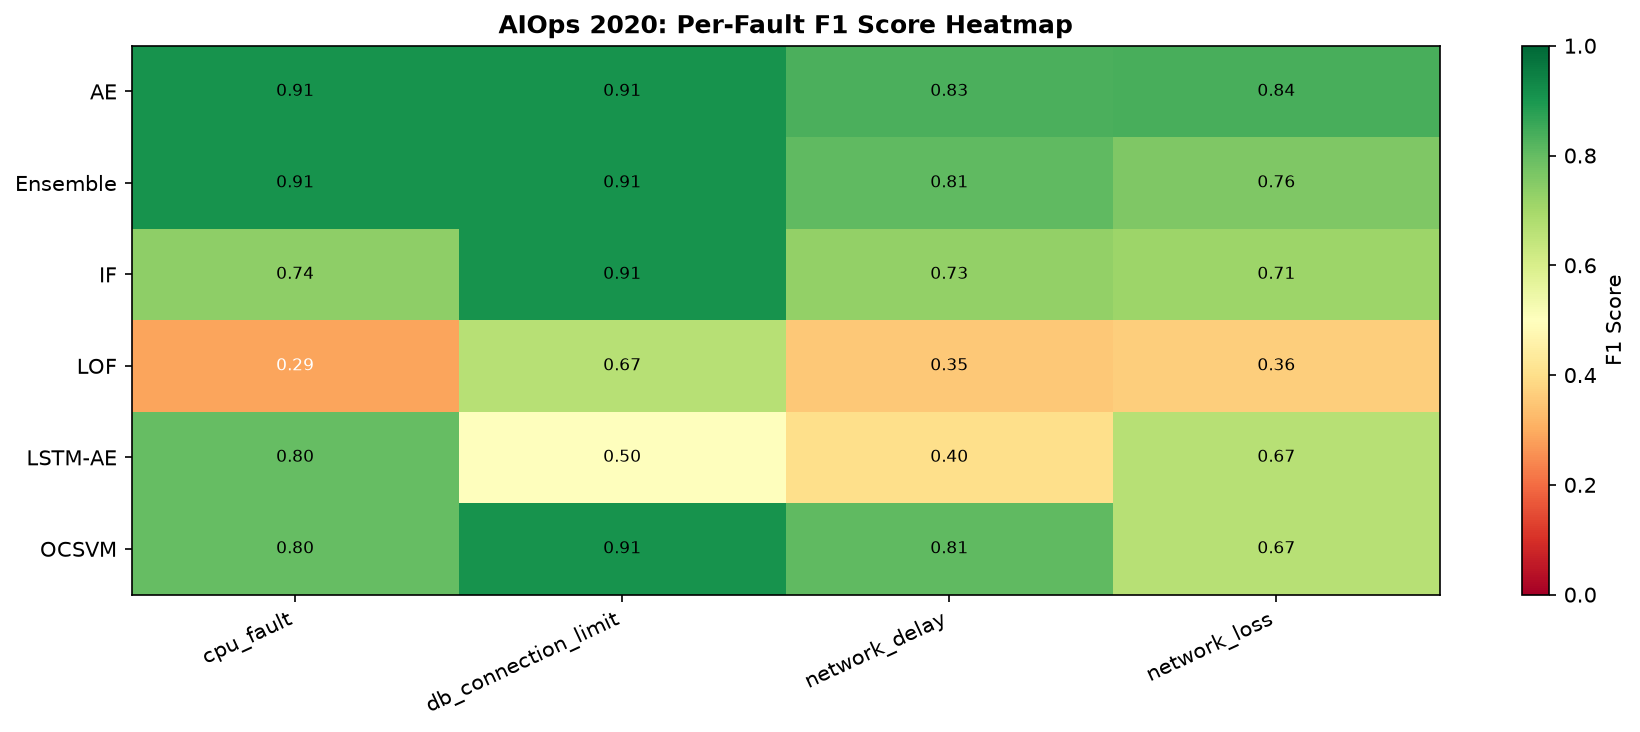 AIOps 2020: Per-Fault F1 Score Heatmap
AE 0.91 0.91 0.83 0.84
Ensemble 0.91 0.91 0.81 0.76
IF 0.74 0.91 0.73 0.71
LOF 0.29 0.67 0.35 0.36
LSTM-AE 0.80 0.50 0.40 0.67
OCSVM 0.80 0.91 0.81 0.67
cpu_fault
db_connection_limit
network_delay
network_loss
1.0
0.8
0.6
0.4
0.2
0.0
F1 Score